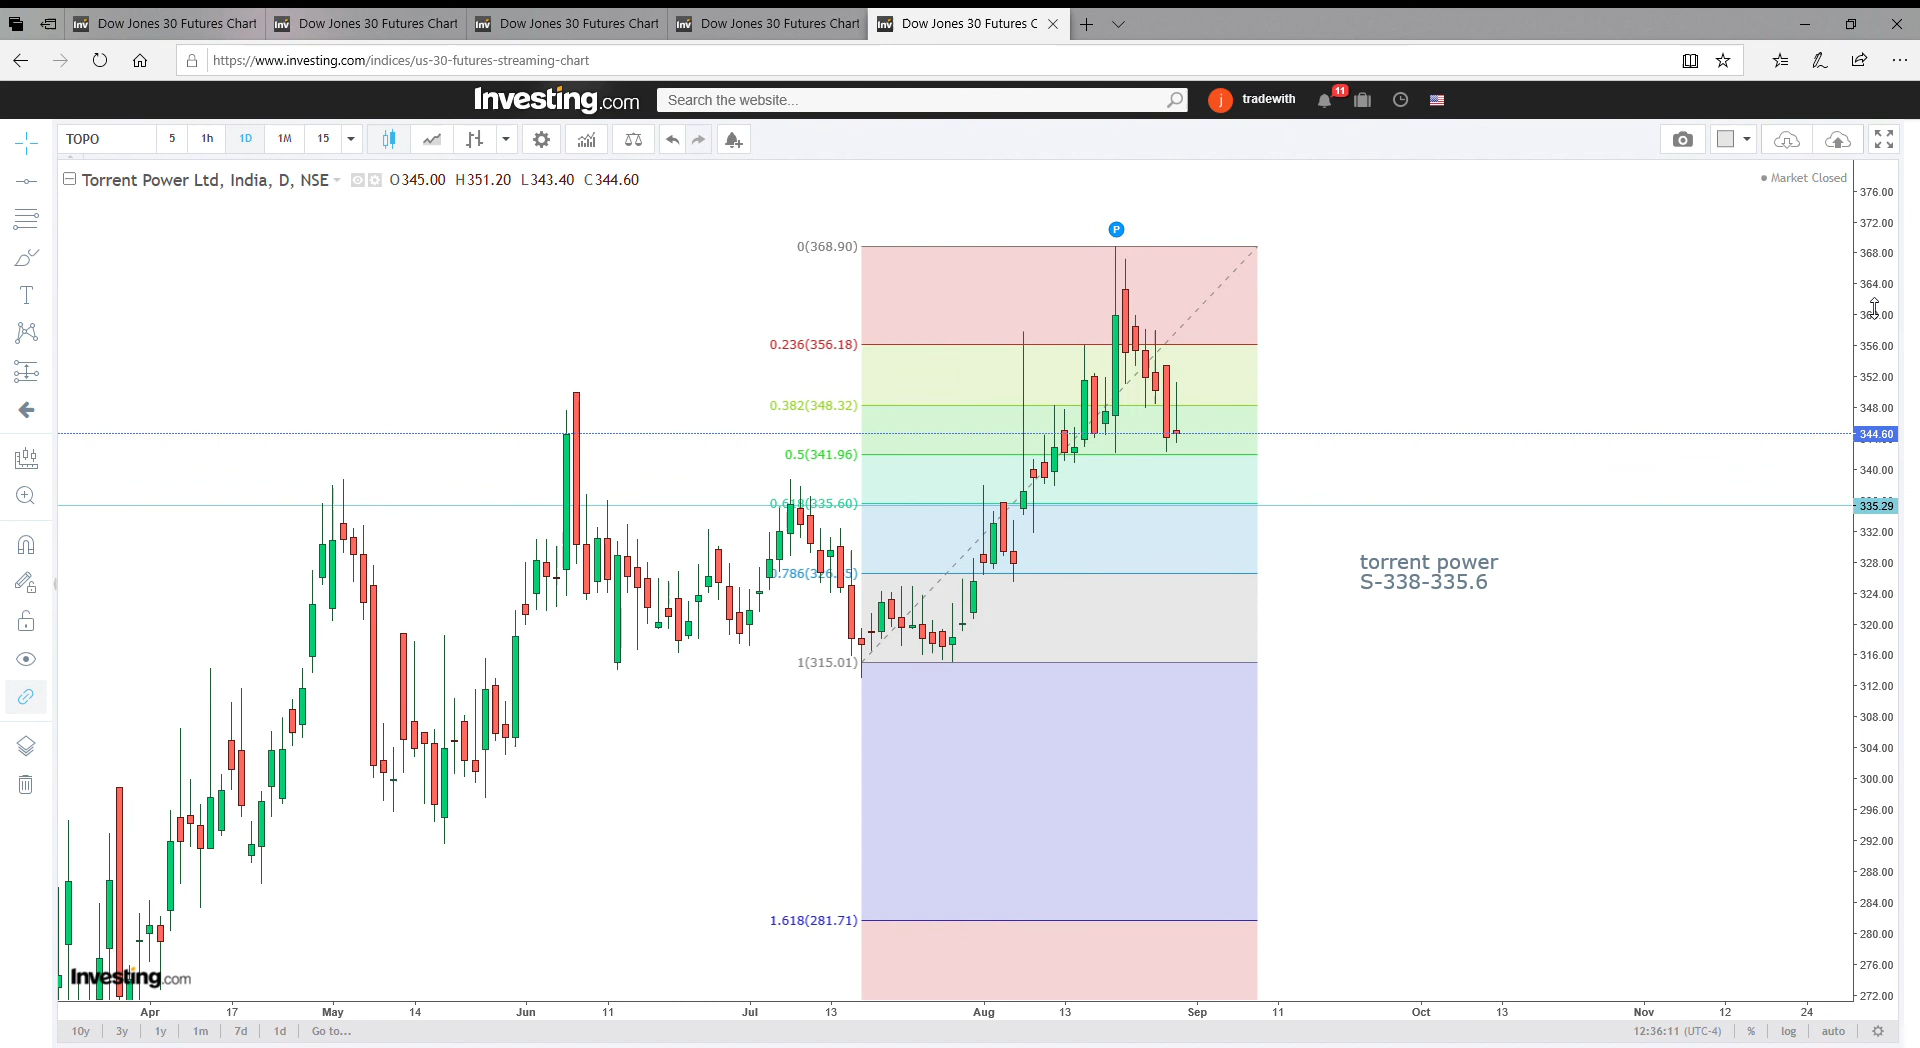 Dow Jones 30 Futures Chart
Dow Jones 30 Futures Chart
Dow Jones 30 Futures Chart
Dow Jones 30 Futures Chart
Dow Jones 30 Futures C
https://www.investing.com/indices/us-30-futures-streaming-chart
Investing.com
Search the website...
j
tradewith
11
TOPO
5
1h
1D
1M
15
Torrent Power Ltd, India, D, NSE
O345.00 H351.20 L343.40 C344.60
Market Closed
P
0(368.90)
0.236(356.18)
0.382(348.32)
0.5(341.96)
0.618(335.60)
1(315.01)
1.618(281.71)
torrent power
S-338-335.6
376.00
372.00
368.00
364.00
356.00
352.00
348.00
344.60
340.00
335.29
332.00
328.00
324.00
320.00
316.00
312.00
308.00
304.00
300.00
296.00
292.00
288.00
284.00
280.00
276.00
272.00
Investing.com
Apr 17 May 14 Jun 11 Jul 13 Aug 13 Sep 11 Oct 13 Nov 12 24
10y 3y 1y 1m 7d 1d Go to...
12:36:11 (UTC-4) % log auto